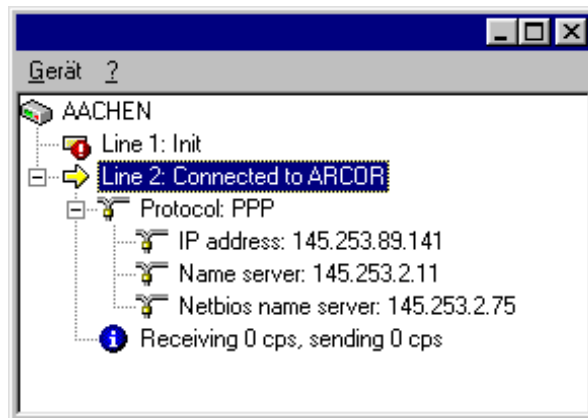 Gerät ?
AACHEN
Line 1: Init
Line 2: Connected to ARCOR
Protocol: PPP
IP address: 145.253.89.141
Name server: 145.253.2.11
Netbios name server: 145.253.2.75
Receiving 0 cps, sending 0 cps